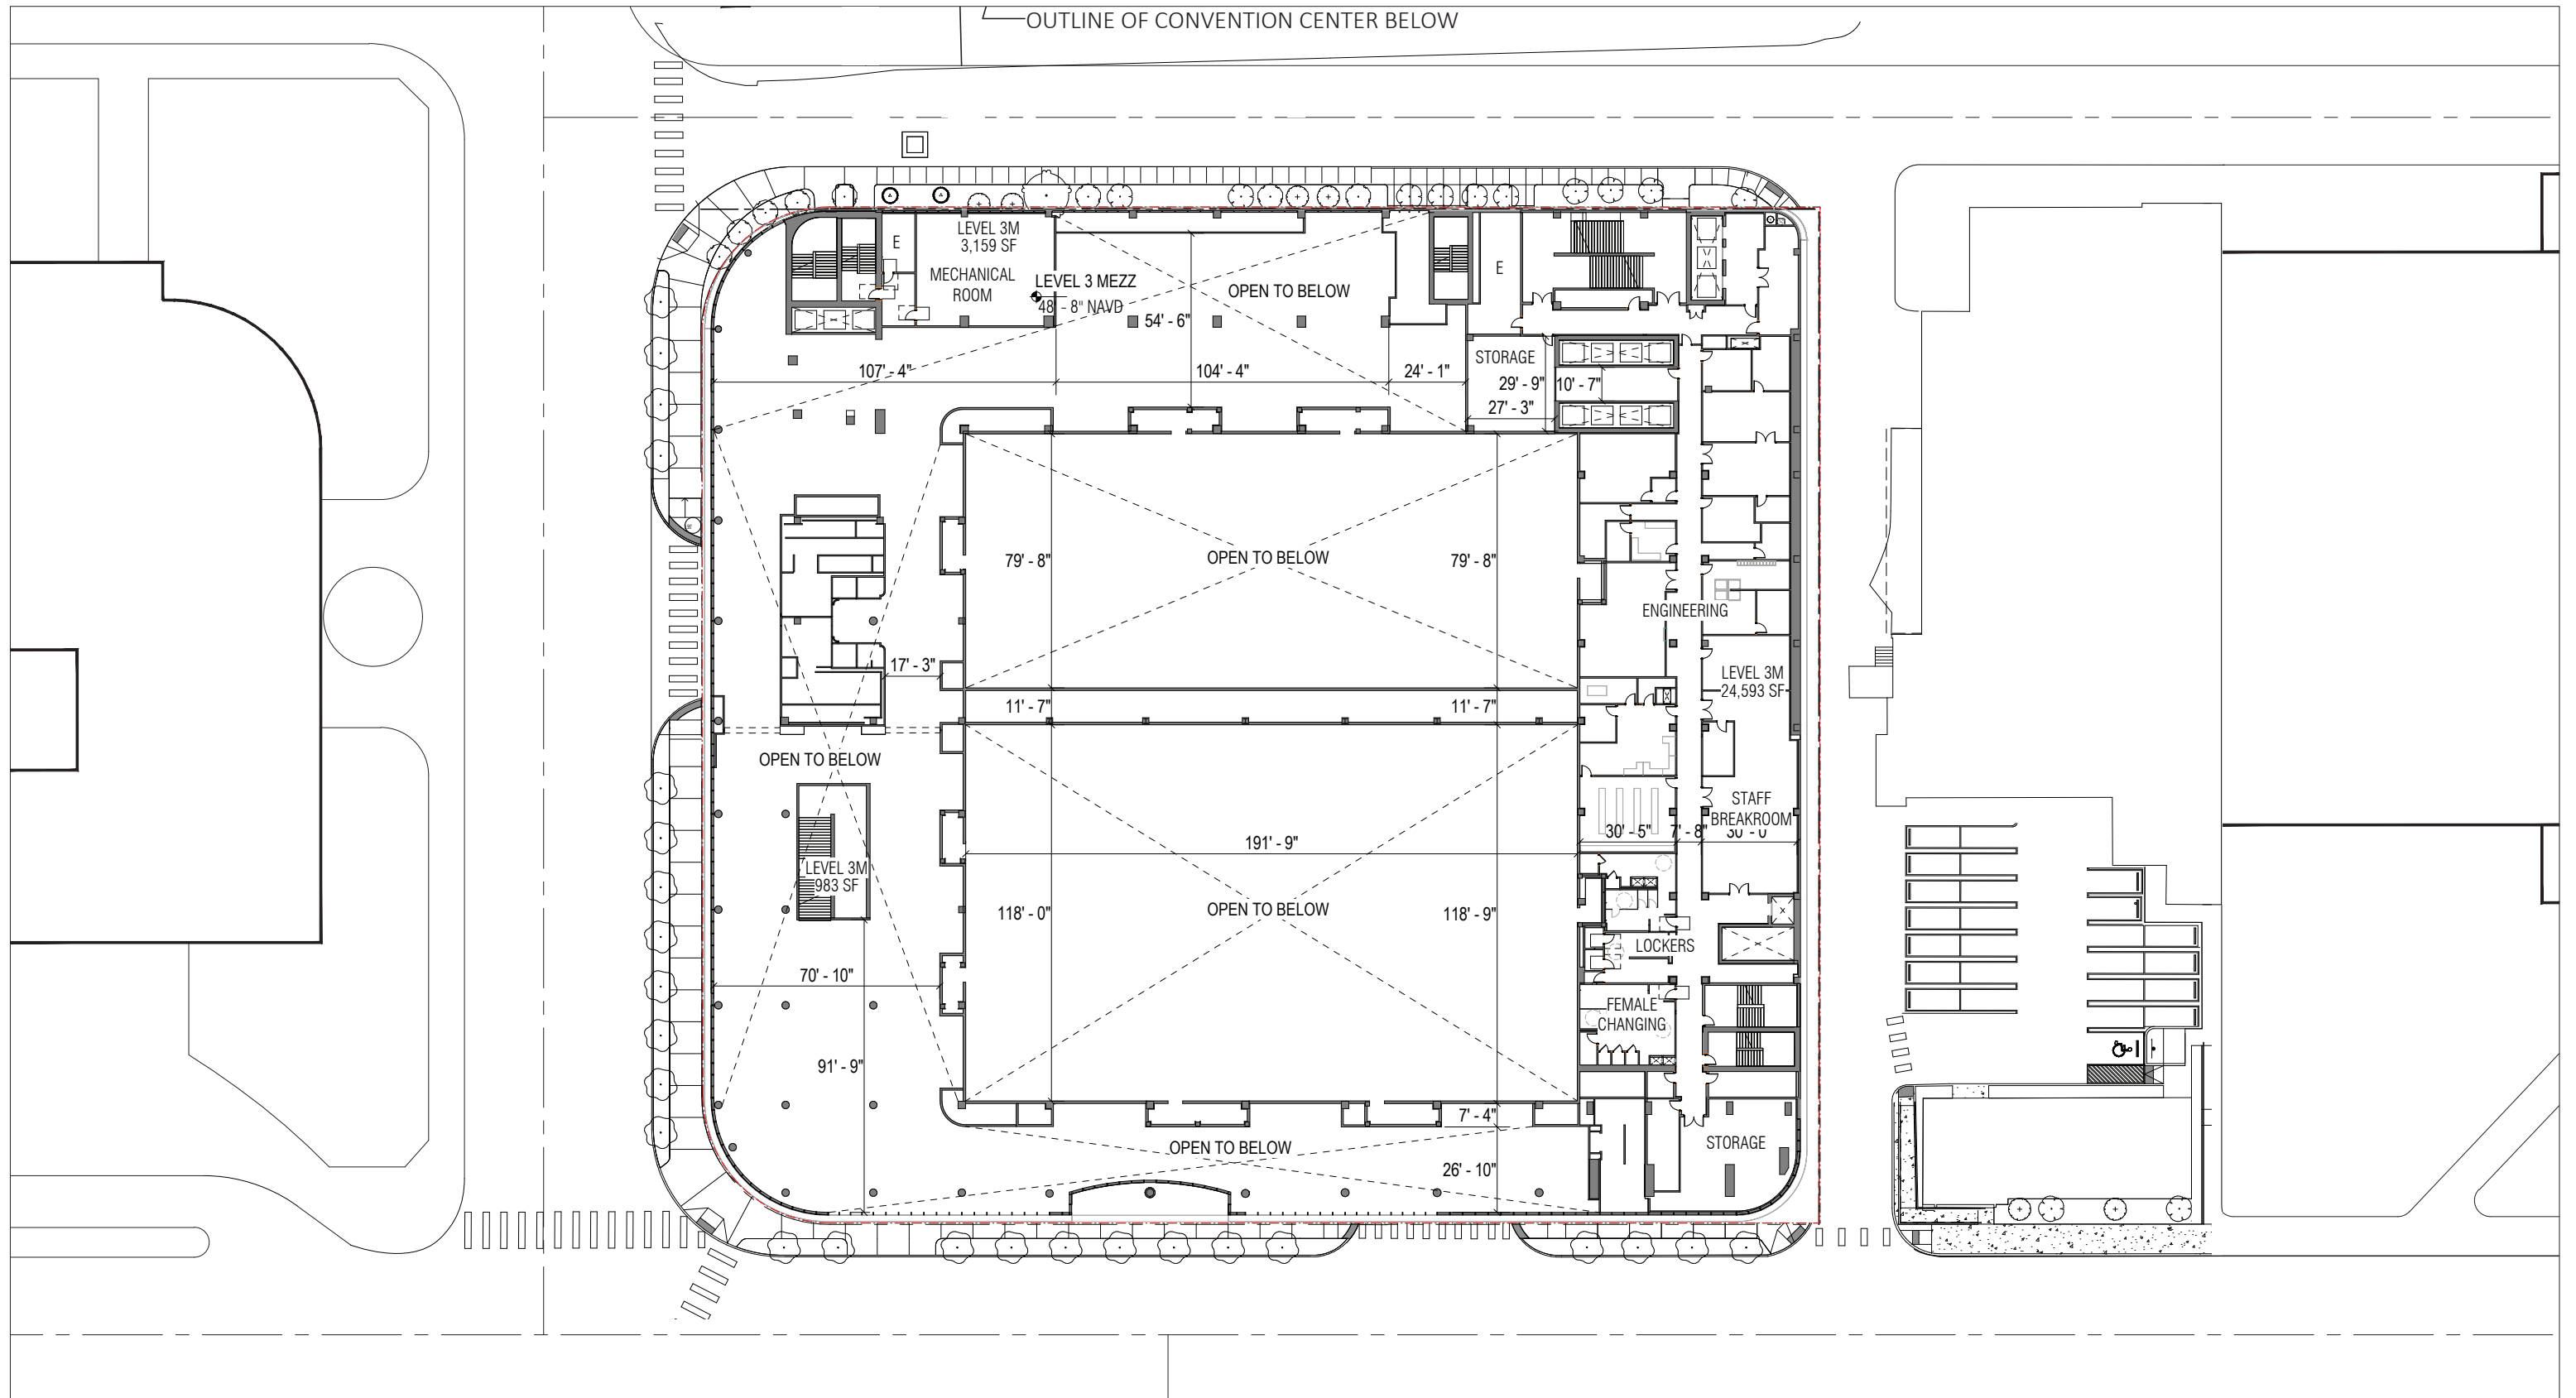 OUTLINE OF CONVENTION CENTER BELOW
LEVEL 3M
3,159 SF
E
MECHANICAL
ROOM
LEVEL 3 MEZZ
48' - 8" NAVD
OPEN TO BELOW
E
54' - 6"
STORAGE
107' - 4"
104' - 4"
24' - 1"
29' - 9"
10' - 7"
27' - 3"
79' - 8"
OPEN TO BELOW
79' - 8"
ENGINEERING
17' - 3"
LEVEL 3M
24,593 SF
11' - 7"
11' - 7"
OPEN TO BELOW
STAFF
BREAKROOM
191' - 9"
30' - 5"
7' - 8"
30' - 0"
LEVEL 3M
983 SF
118' - 0"
OPEN TO BELOW
118' - 9"
LOCKERS
70' - 10"
FEMALE
CHANGING
91' - 9"
7' - 4"
OPEN TO BELOW
STORAGE
26' - 10"